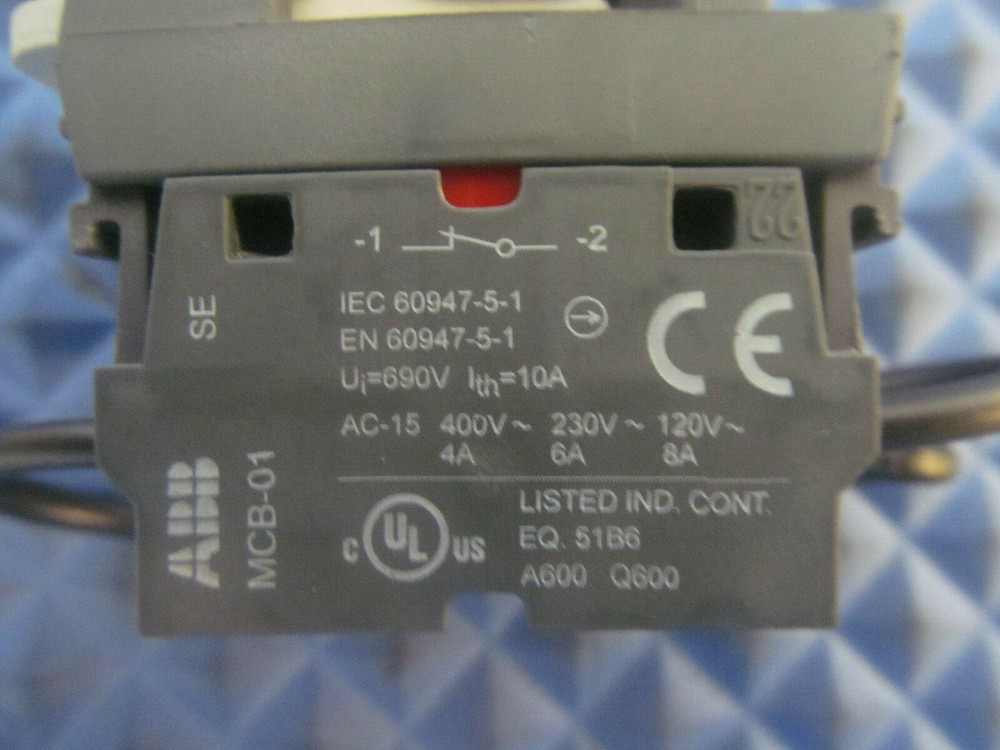 22
-1 -2
IEC 60947-5-1
EN 60947-5-1
CE
Ui=690V Ith=10A
AC-15 400V~ 230V~ 120V~
4A 6A 8A
SE
ABB
MCB-01
C UL US
LISTED IND. CONT.
EQ. 51B6
A600 Q600